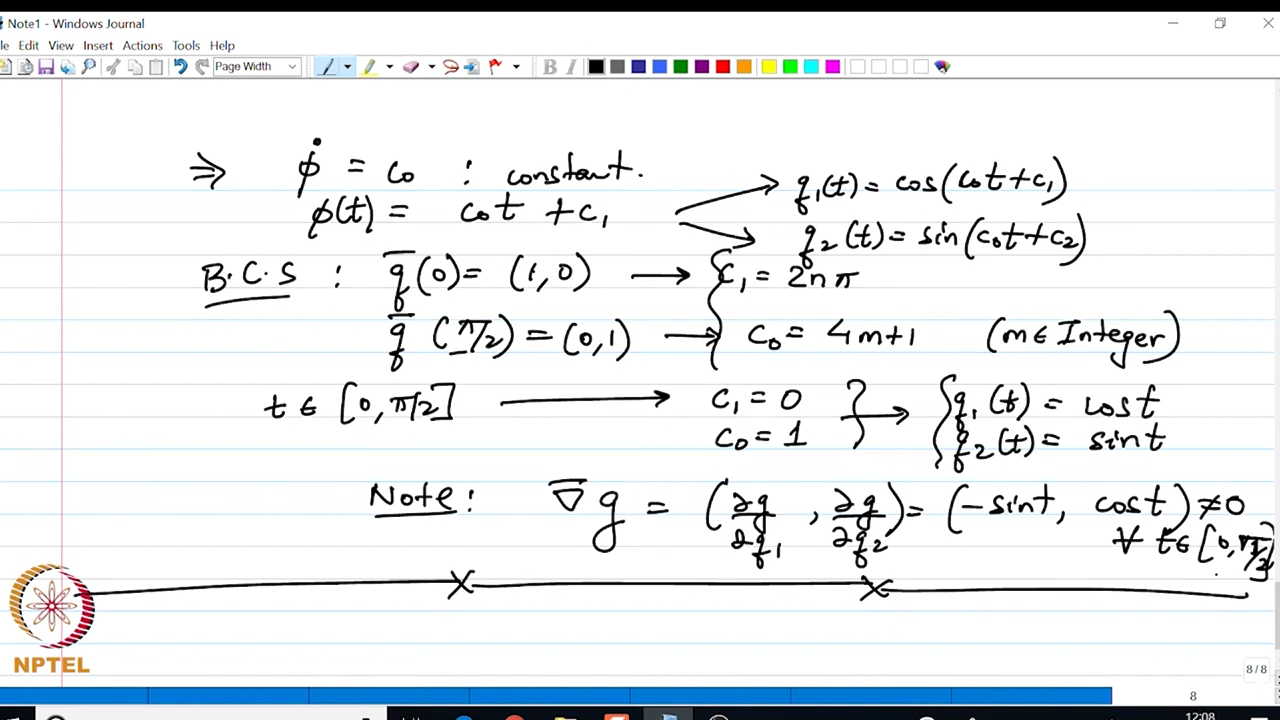 Note1 - Windows Journal
le Edit View Insert Actions Tools Help
Page Width
B I
⇒ φ̇ = c₀ : constant.
φ(t) = c₀t + c₁ → q₁(t) = cos(c₀t+c₁)
→ q₂(t) = sin(c₀t+c₂)
B.C.S : q̄(0) = (1, 0) → { c₁ = 2nπ
q̄(π/2) = (0,1) → c₀ = 4m+1 (m ∈ Integer)
t ∈ [0, π/2] → c₁ = 0 } → { q₁(t) = cos t
c₀ = 1 q₂(t) = sin t
Note: ∇̅g = (∂g/∂q₁, ∂g/∂q₂) = (-sint, cost) ≠ 0
∀ t ∈ [0, π/2]
NPTEL
8/8
8
12:08